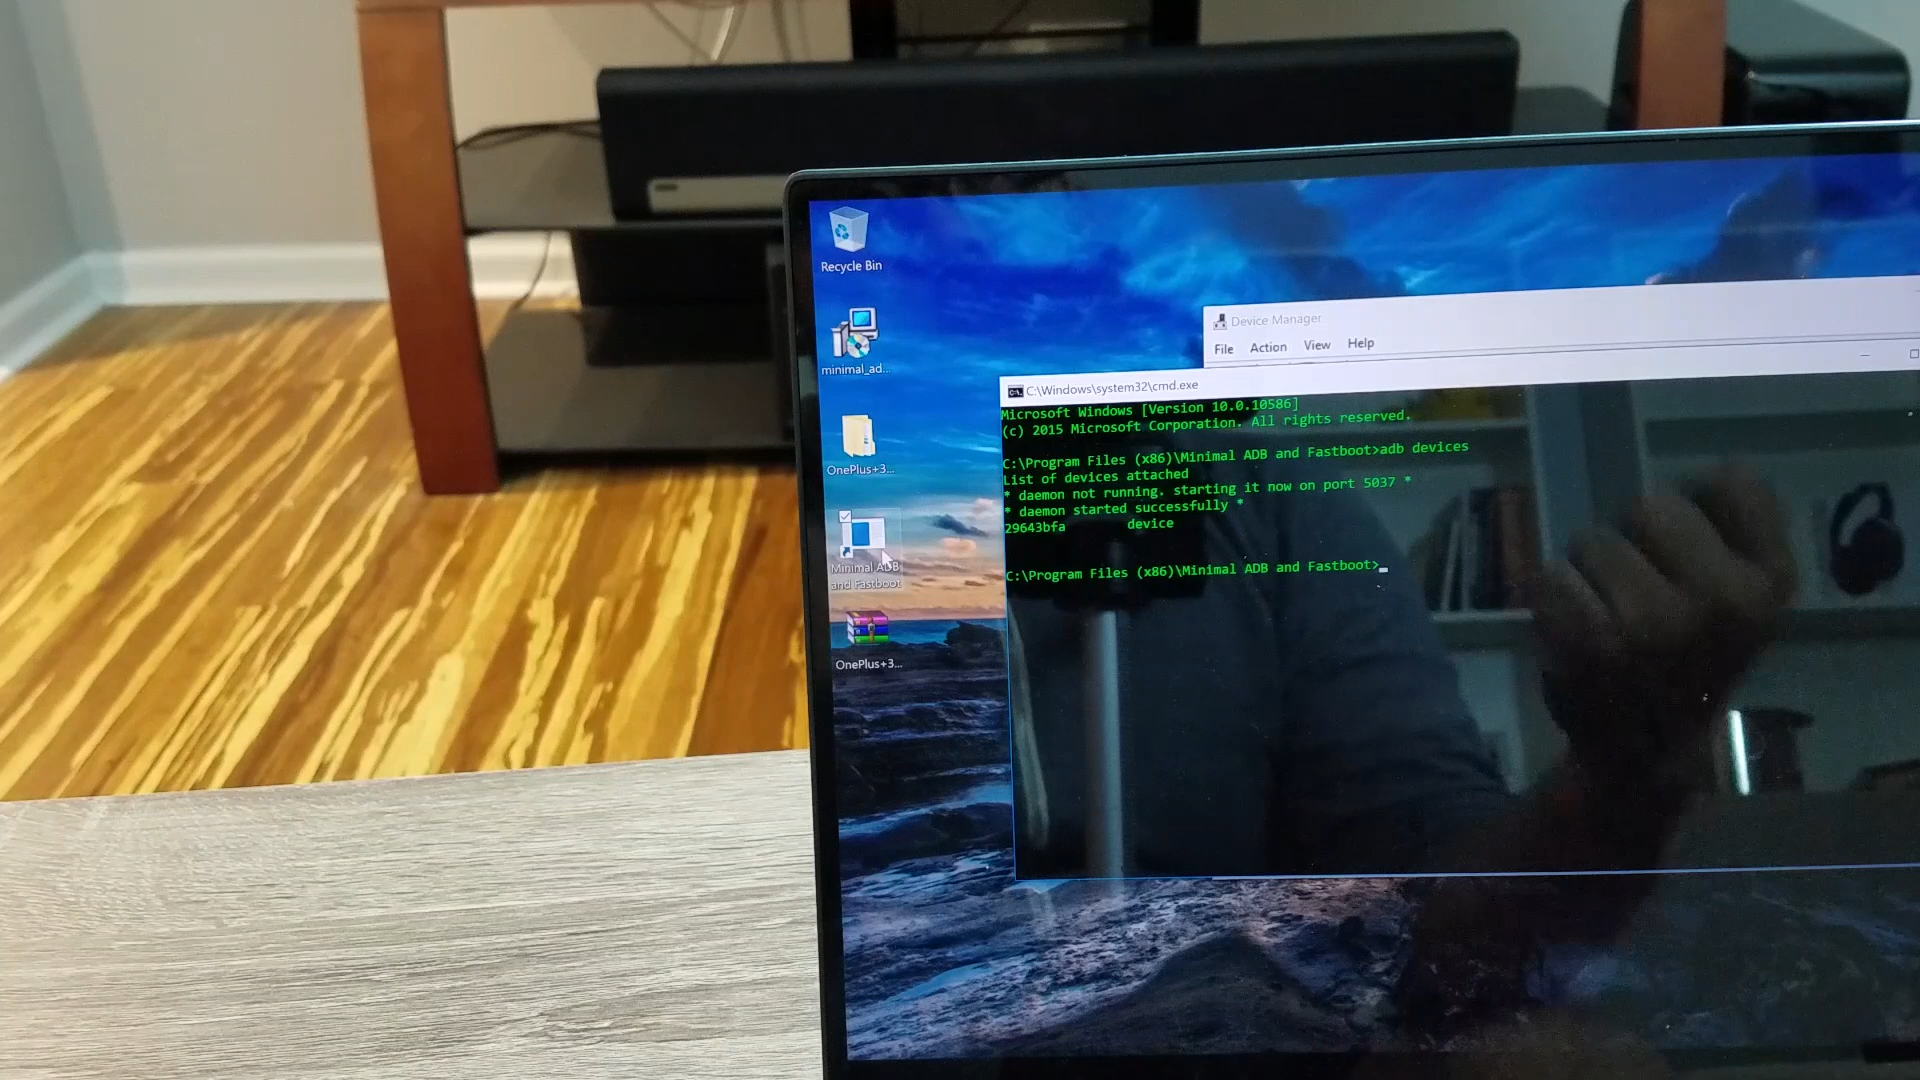 Recycle Bin
minimal_ad...
OnePlus+3...
Minimal ADB
and Fastboot
OnePlus+3...
Device Manager
File Action View Help
C:\Windows\system32\cmd.exe
Microsoft Windows [Version 10.0.10586]
(c) 2015 Microsoft Corporation. All rights reserved.
C:\Program Files (x86)\Minimal ADB and Fastboot>adb devices
List of devices attached
* daemon not running. starting it now on port 5037 *
* daemon started successfully *
29643bfa device
C:\Program Files (x86)\Minimal ADB and Fastboot>